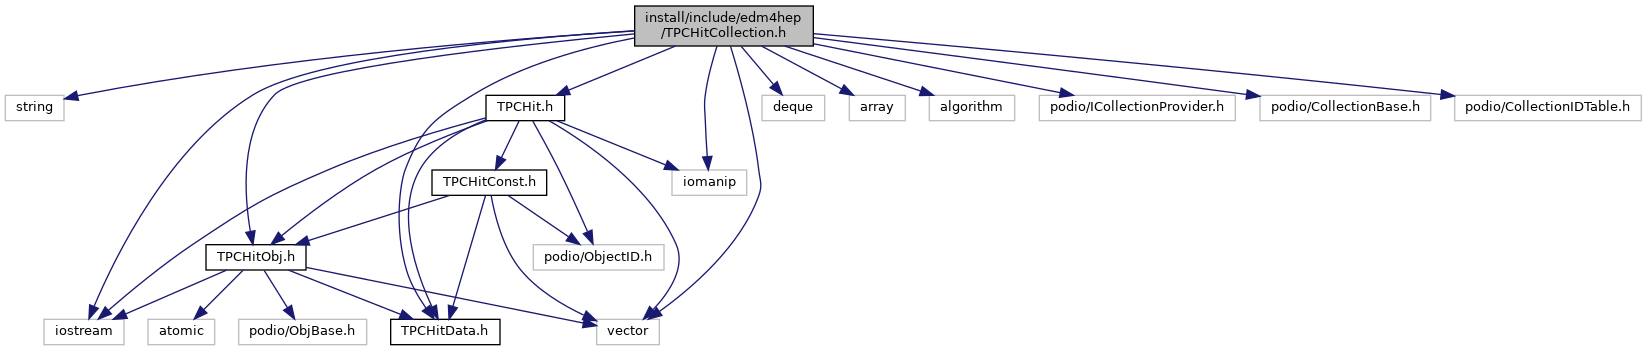 install/include/edm4hep
/TPCHitCollection.h
string
TPCHit.h
deque
array
algorithm
podio/ICollectionProvider.h
podio/CollectionBase.h
podio/CollectionIDTable.h
TPCHitConst.h
iomanip
TPCHitObj.h
podio/ObjectID.h
iostream
atomic
podio/ObjBase.h
TPCHitData.h
vector